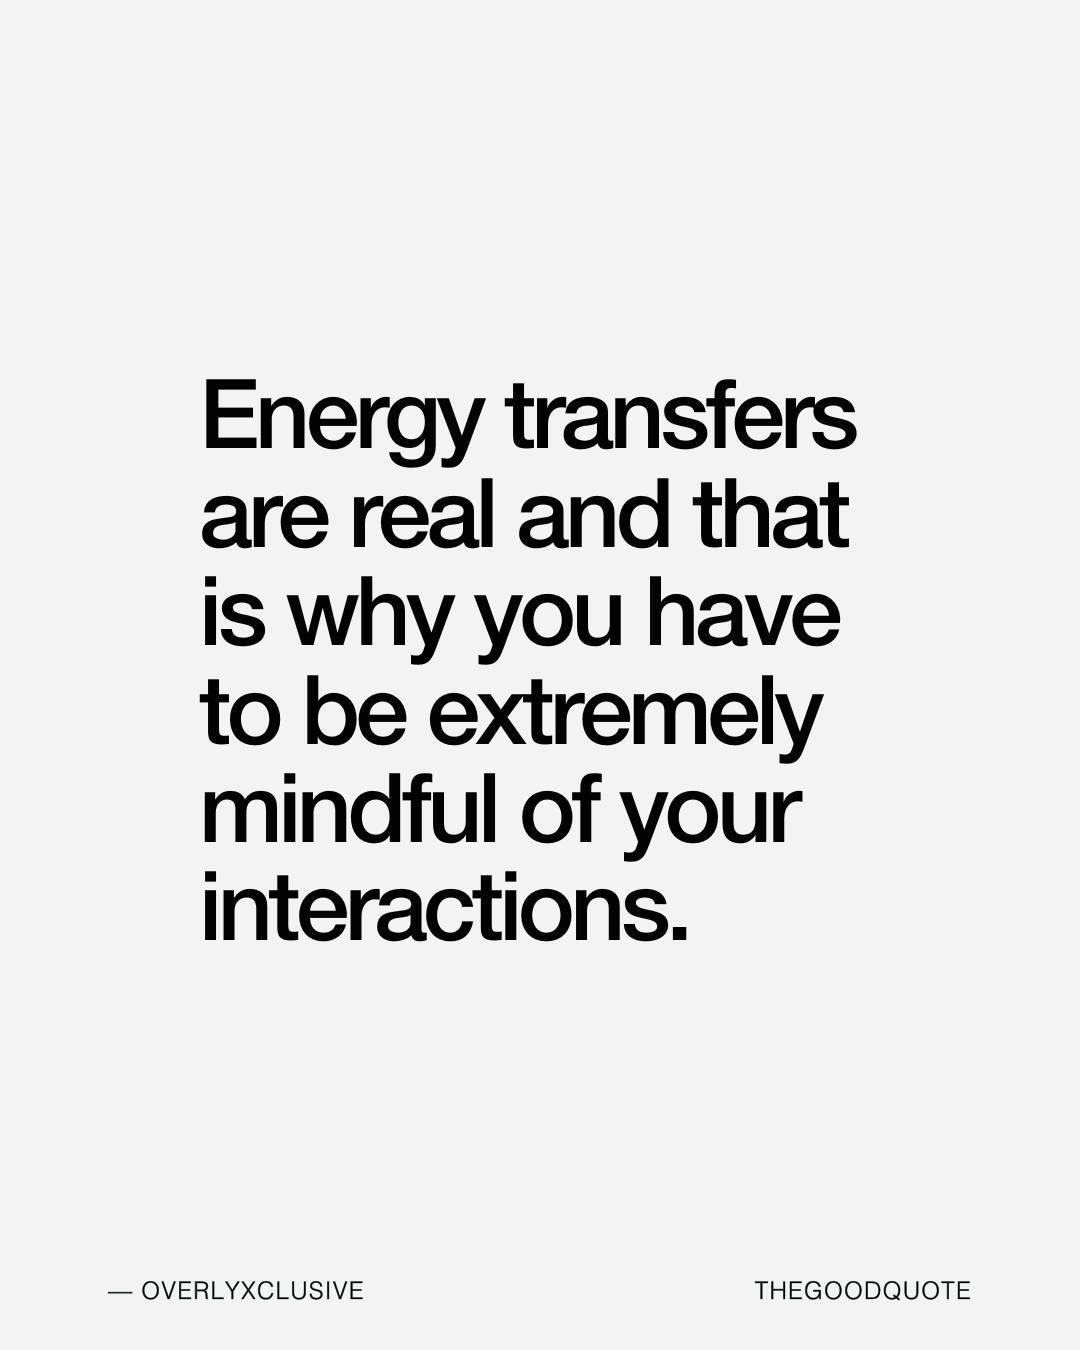 Energy transfers
are real and that
is why you have
to be extremely
mindful of your
interactions.
— OVERLYXCLUSIVE
THEGOODQUOTE